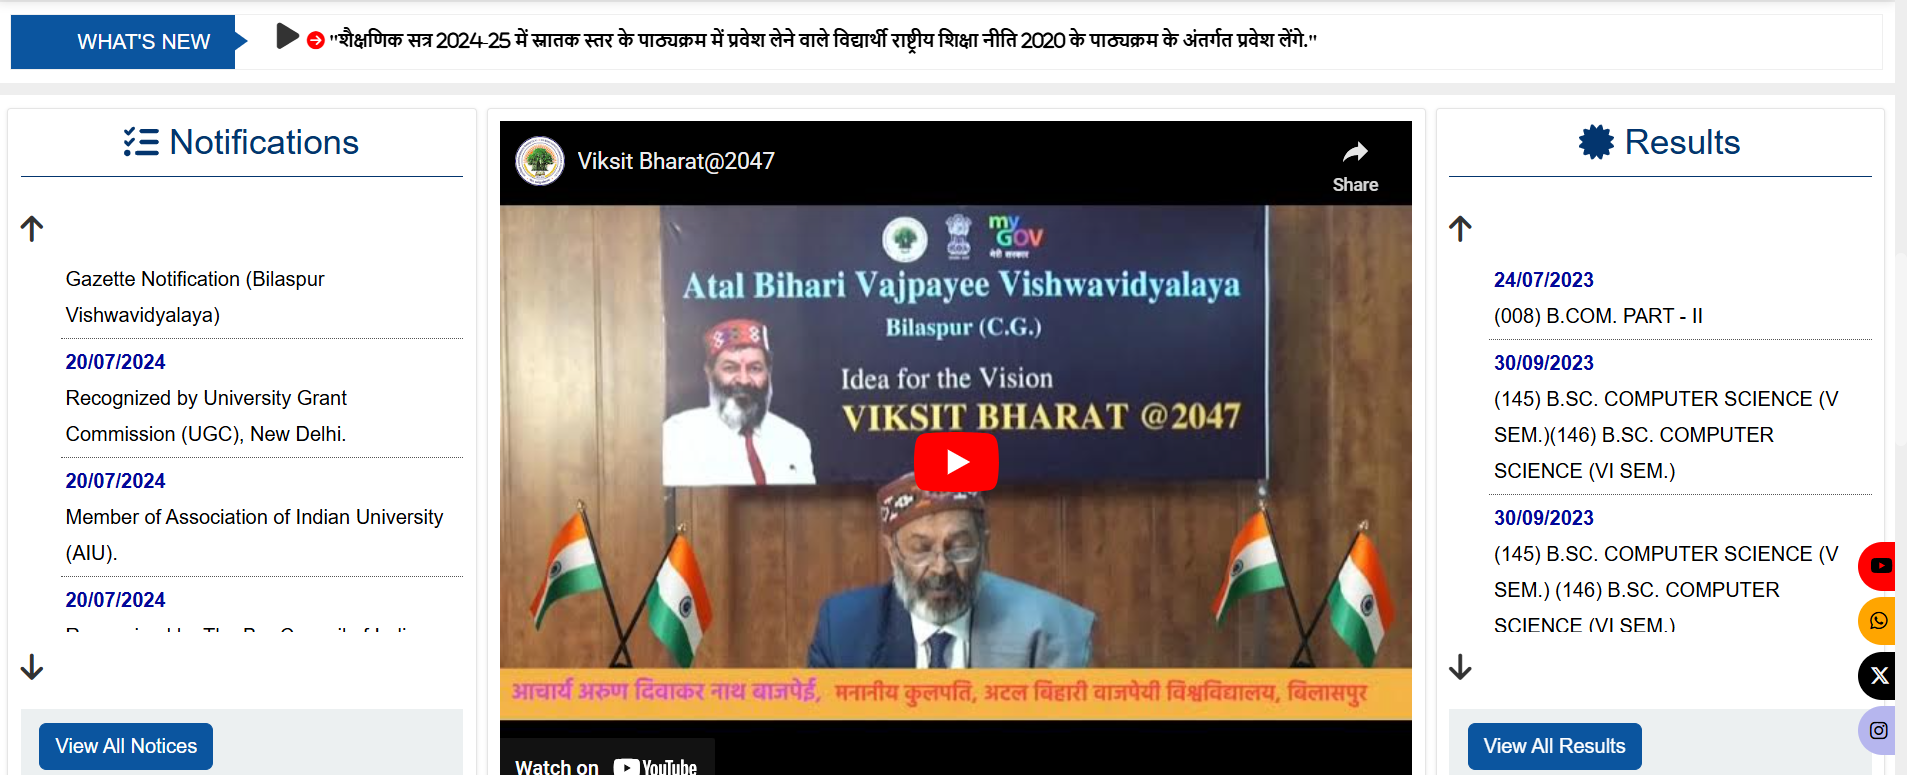 WHAT'S NEW
"शैक्षणिक सत्र 2024-25 में स्नातक स्तर के पाठ्यक्रम में प्रवेश लेने वाले विद्यार्थी राष्ट्रीय शिक्षा नीति 2020 के पाठ्यक्रम के अंतर्गत प्रवेश लेंगे."
Notifications
Gazette Notification (Bilaspur
Vishwavidyalaya)
20/07/2024
Recognized by University Grant
Commission (UGC), New Delhi.
20/07/2024
Member of Association of Indian University
(AIU).
20/07/2024
View All Notices
Viksit Bharat@2047
Share
my
GOV
मेरी सरकार
Atal Bihari Vajpayee Vishwavidyalaya
Bilaspur (C.G.)
Idea for the Vision
VIKSIT BHARAT @2047
आचार्य अरुण दिवाकर नाथ बाजपेई, माननीय कुलपति, अटल बिहारी वाजपेयी विश्वविद्यालय, बिलासपुर
Watch on YouTube
Results
24/07/2023
(008) B.COM. PART - II
30/09/2023
(145) B.SC. COMPUTER SCIENCE (V
SEM.)(146) B.SC. COMPUTER
SCIENCE (VI SEM.)
30/09/2023
(145) B.SC. COMPUTER SCIENCE (V
SEM.) (146) B.SC. COMPUTER
SCIENCE (VI SEM.)
View All Results